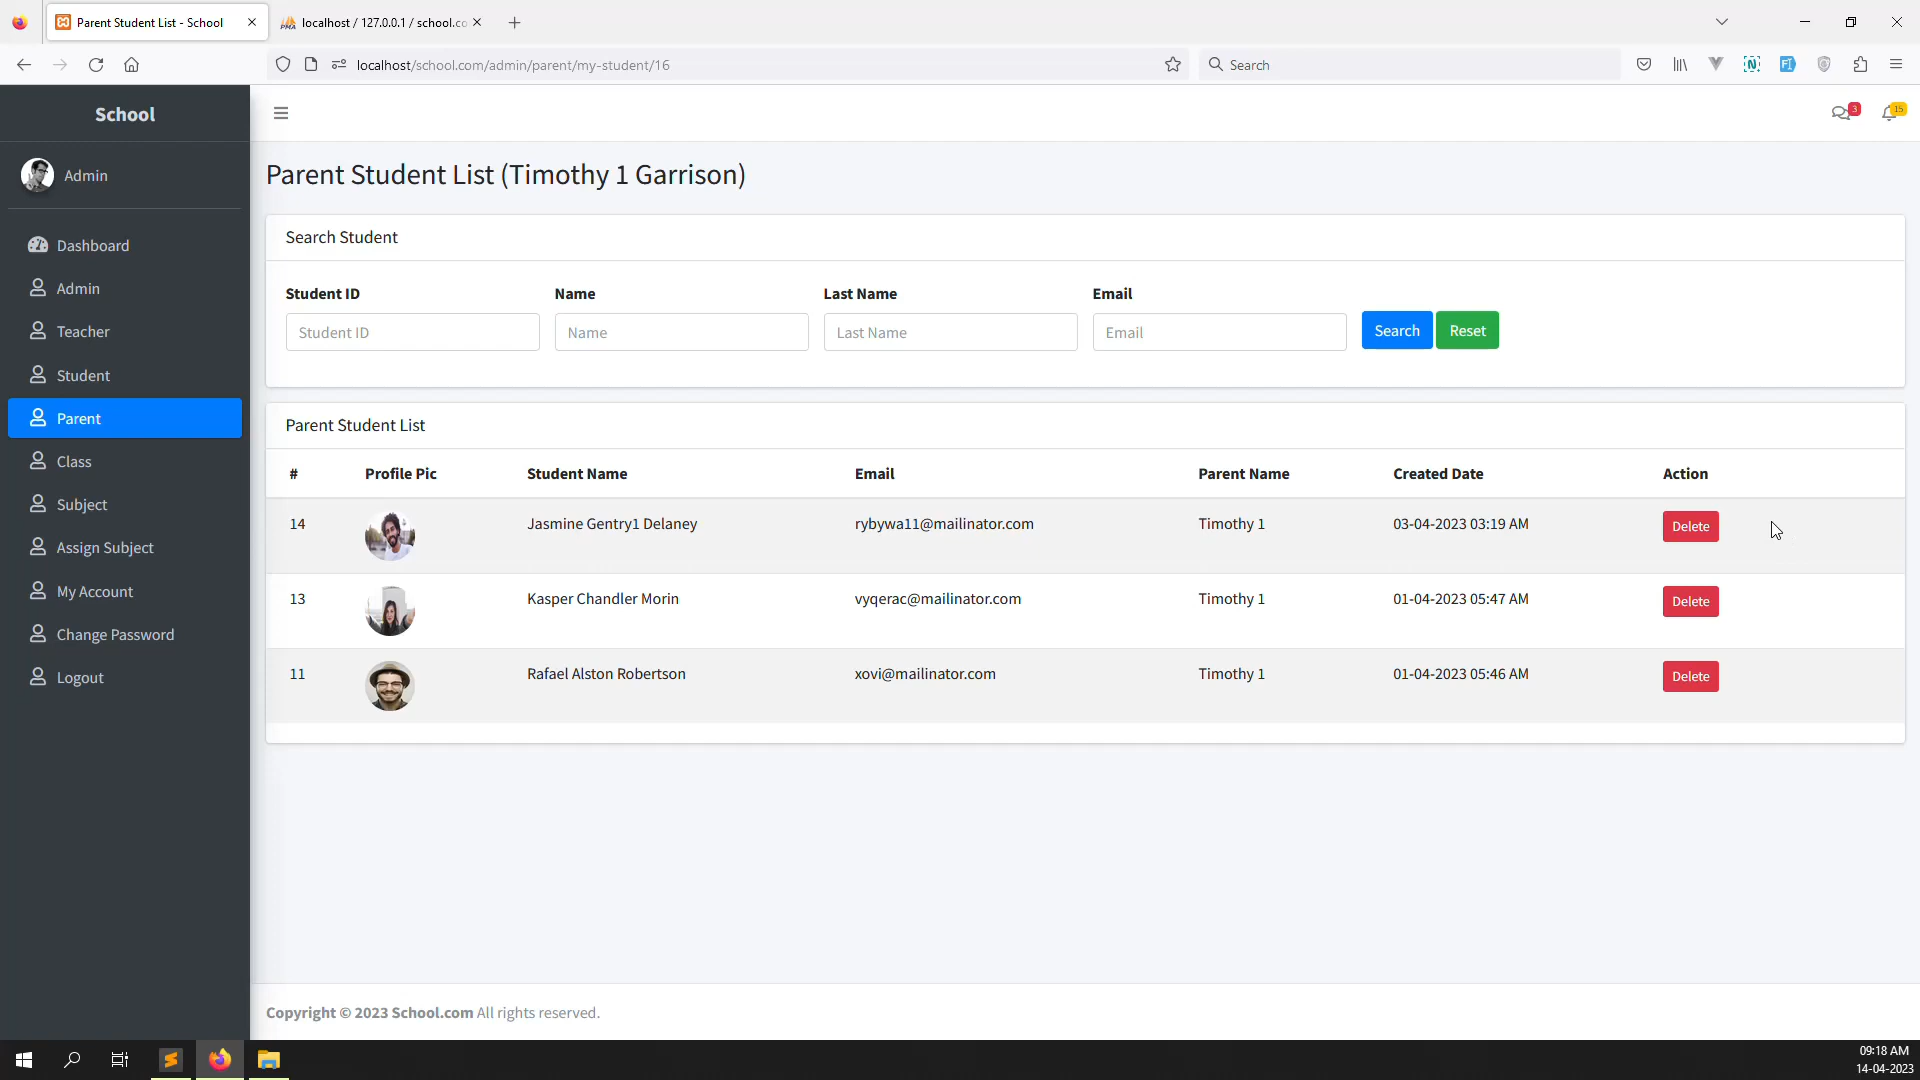 Parent Student List - School
localhost / 127.0.0.1 / school.co
localhost/school.com/admin/parent/my-student/16
Search
School
3
15
Admin
Dashboard
Admin
Teacher
Student
Parent
Class
Subject
Assign Subject
My Account
Change Password
Logout
Parent Student List (Timothy 1 Garrison)
Search Student
Student ID Name Last Name Email
Student ID Name Last Name Email Search Reset
Parent Student List
# Profile Pic Student Name Email Parent Name Created Date Action
14 Jasmine Gentry1 Delaney rybywa11@mailinator.com Timothy 1 03-04-2023 03:19 AM Delete
13 Kasper Chandler Morin vyqerac@mailinator.com Timothy 1 01-04-2023 05:47 AM Delete
11 Rafael Alston Robertson xovi@mailinator.com Timothy 1 01-04-2023 05:46 AM Delete
Copyright © 2023 School.com All rights reserved.
09:18 AM
14-04-2023